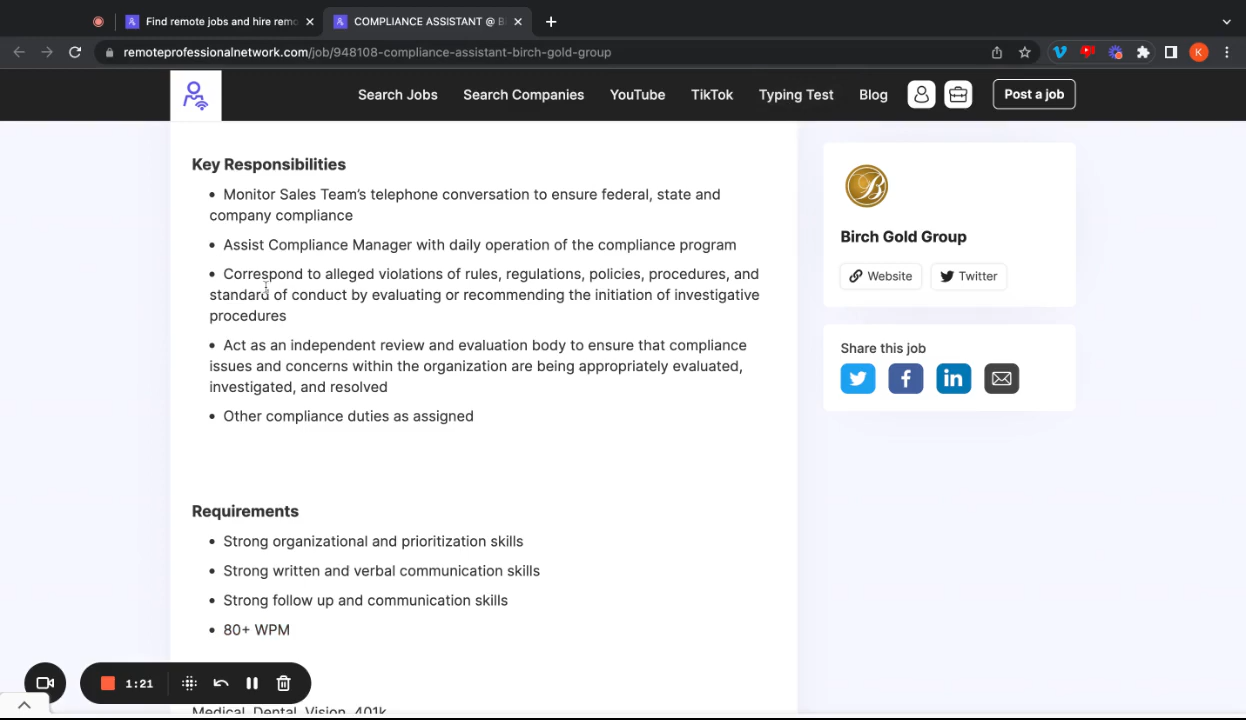 Find remote jobs and hire remo
COMPLIANCE ASSISTANT @ B
remoteprofessionalnetwork.com/job/948108-compliance-assistant-birch-gold-group
K
Search Jobs Search Companies YouTube TikTok Typing Test Blog Post a job
Key Responsibilities
• Monitor Sales Team's telephone conversation to ensure federal, state and
company compliance
• Assist Compliance Manager with daily operation of the compliance program
• Correspond to alleged violations of rules, regulations, policies, procedures, and
standard of conduct by evaluating or recommending the initiation of investigative
procedures
• Act as an independent review and evaluation body to ensure that compliance
issues and concerns within the organization are being appropriately evaluated,
investigated, and resolved
• Other compliance duties as assigned
Requirements
• Strong organizational and prioritization skills
• Strong written and verbal communication skills
• Strong follow up and communication skills
• 80+ WPM
Medical, Dental, Vision, 401k
B
Birch Gold Group
Website Twitter
Share this job
1:21